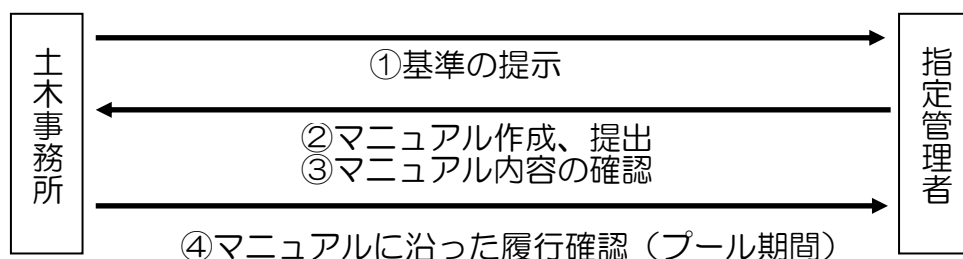 土木事務所
①基準の提示
②マニュアル作成、提出
③マニュアル内容の確認
④マニュアルに沿った履行確認（プール期間）
指定管理者